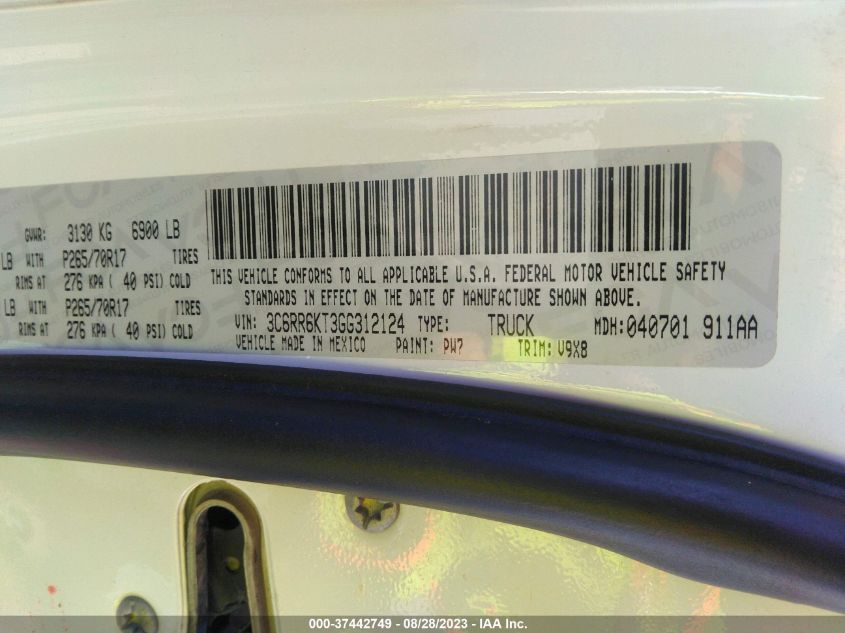 GVWR: 3130 KG 6900 LB
LB WITH P265/70R17 TIRES
RIMS AT 276 KPA ( 40 PSI) COLD
LB WITH P265/70R17 TIRES
RIMS AT 276 KPA ( 40 PSI) COLD
THIS VEHICLE CONFORMS TO ALL APPLICABLE U.S.A. FEDERAL MOTOR VEHICLE SAFETY
STANDARDS IN EFFECT ON THE DATE OF MANUFACTURE SHOWN ABOVE.
VIN: 3C6RR6KT3GG312124 TYPE: TRUCK MDH: 040701 911AA
VEHICLE MADE IN MEXICO PAINT: PW7 TRIM: V9X8
000-37442749 - 08/28/2023 - IAA Inc.